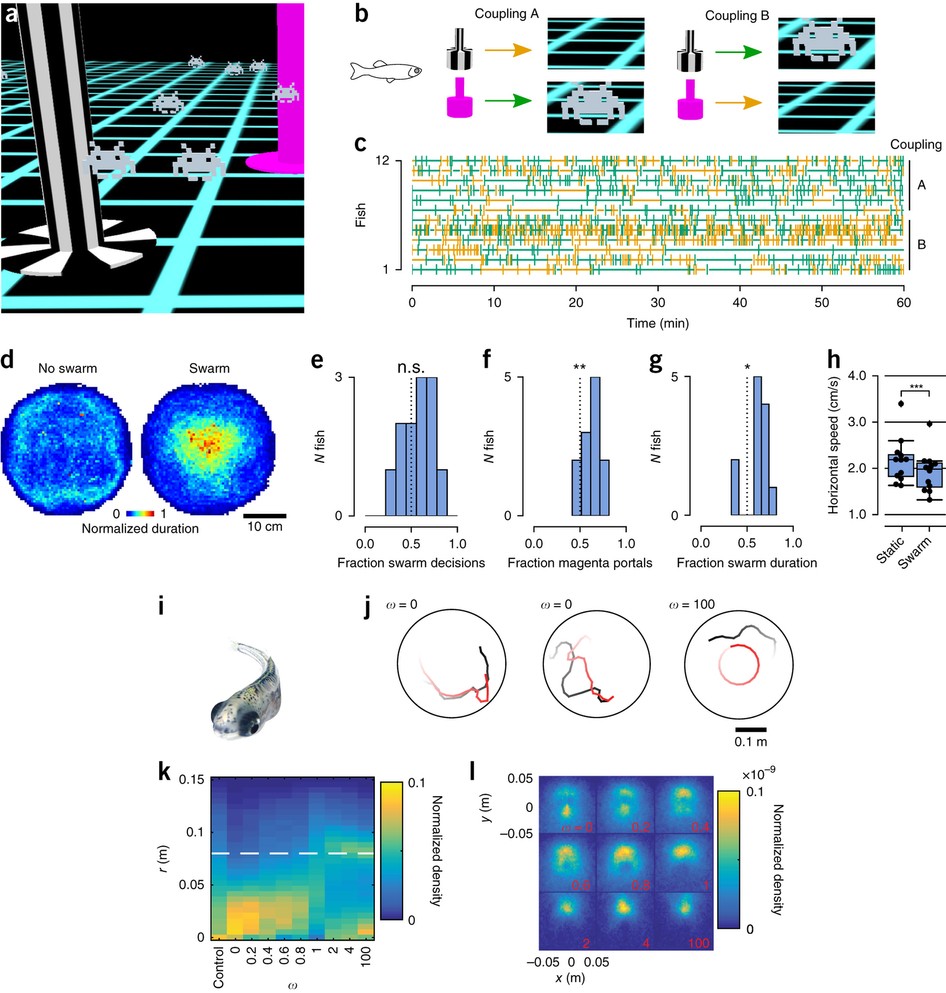 a
b
Coupling A
Coupling B
c
Coupling
12
Fish
1
A
B
0 10 20 30 40 50 60
Time (min)
d
No swarm
Swarm
0 1
Normalized duration
10 cm
e
n.s.
3
N fish
0
0.0 0.5 1.0
Fraction swarm decisions
f
**
5
N fish
0
0.0 0.5 1.0
Fraction magenta portals
g
*
5
N fish
0
0.0 0.5 1.0
Fraction swarm duration
h
***
4.0
3.0
2.0
1.0
Horizontal speed (cm/s)
Static
Swarm
i
j
ω = 0
ω = 0
ω = 100
0.1 m
k
0.15
0.1
0.05
0
r (m)
Control 0 0.2 0.4 0.6 0.8 1 2 4 100
ω
0.1
0
Normalized density
l
0.05
0
–0.05
y (m)
ω = 0 0.2 0.4
0.6 0.8 1
2 4 100
–0.05 0 0.05
x (m)
×10⁻⁹
0.1
0
Normalized density